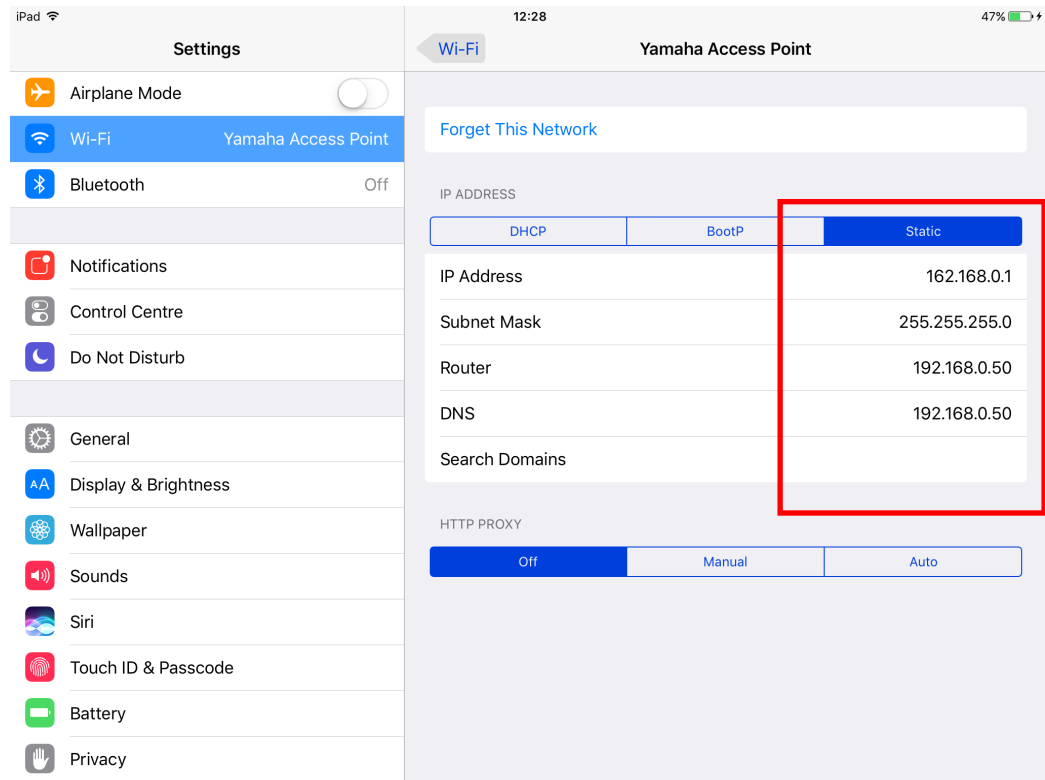 iPad 12:28 47%
Settings
Airplane Mode
Wi-Fi Yamaha Access Point
Bluetooth Off
Notifications
Control Centre
Do Not Disturb
General
AA Display & Brightness
Wallpaper
Sounds
Siri
Touch ID & Passcode
Battery
Privacy
Wi-Fi Yamaha Access Point
Forget This Network
IP ADDRESS
DHCP BootP Static
IP Address 162.168.0.1
Subnet Mask 255.255.255.0
Router 192.168.0.50
DNS 192.168.0.50
Search Domains
HTTP PROXY
Off Manual Auto